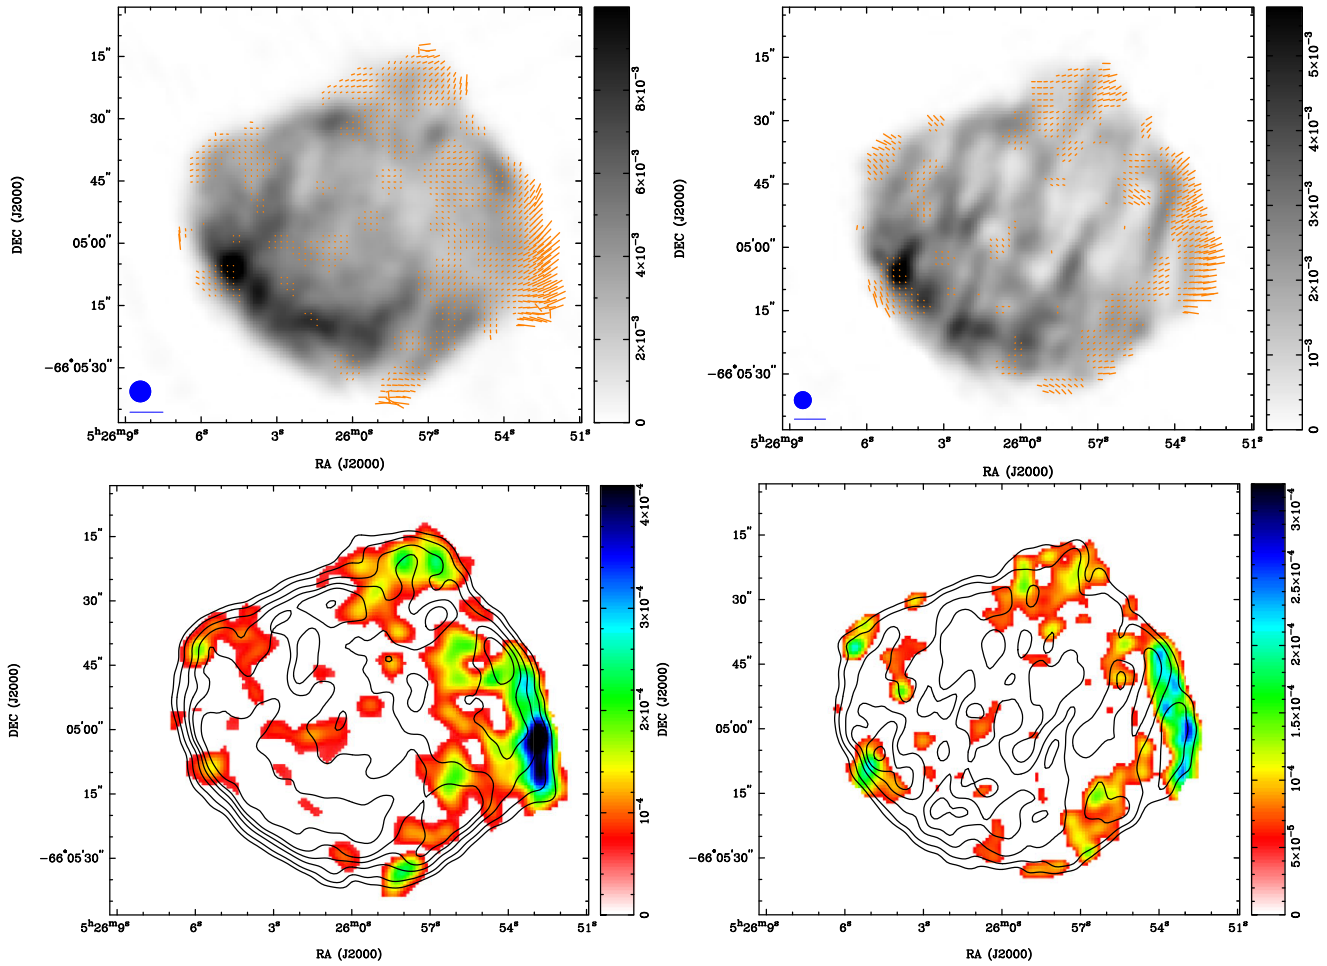 15″
30″
45″
05′00″
15″
−66°05′30″
5ʰ26ᵐ9ˢ
6ˢ
3ˢ
26ᵐ0ˢ
57ˢ
54ˢ
51ˢ
RA (J2000)
DEC (J2000)
0
2×10⁻³
4×10⁻³
6×10⁻³
8×10⁻³
15″
30″
45″
05′00″
15″
−66°05′30″
5ʰ26ᵐ9ˢ
6ˢ
3ˢ
26ᵐ0ˢ
57ˢ
54ˢ
51ˢ
RA (J2000)
DEC (J2000)
0
10⁻³
2×10⁻³
3×10⁻³
4×10⁻³
5×10⁻³
15″
30″
45″
05′00″
15″
−66°05′30″
5ʰ26ᵐ9ˢ
6ˢ
3ˢ
26ᵐ0ˢ
57ˢ
54ˢ
51ˢ
RA (J2000)
DEC (J2000)
0
10⁻⁴
2×10⁻⁴
3×10⁻⁴
4×10⁻⁴
15″
30″
45″
05′00″
15″
−66°05′30″
5ʰ26ᵐ9ˢ
6ˢ
3ˢ
26ᵐ0ˢ
57ˢ
54ˢ
51ˢ
RA (J2000)
DEC (J2000)
0
5×10⁻⁵
10⁻⁴
1.5×10⁻⁴
2×10⁻⁴
2.5×10⁻⁴
3×10⁻⁴